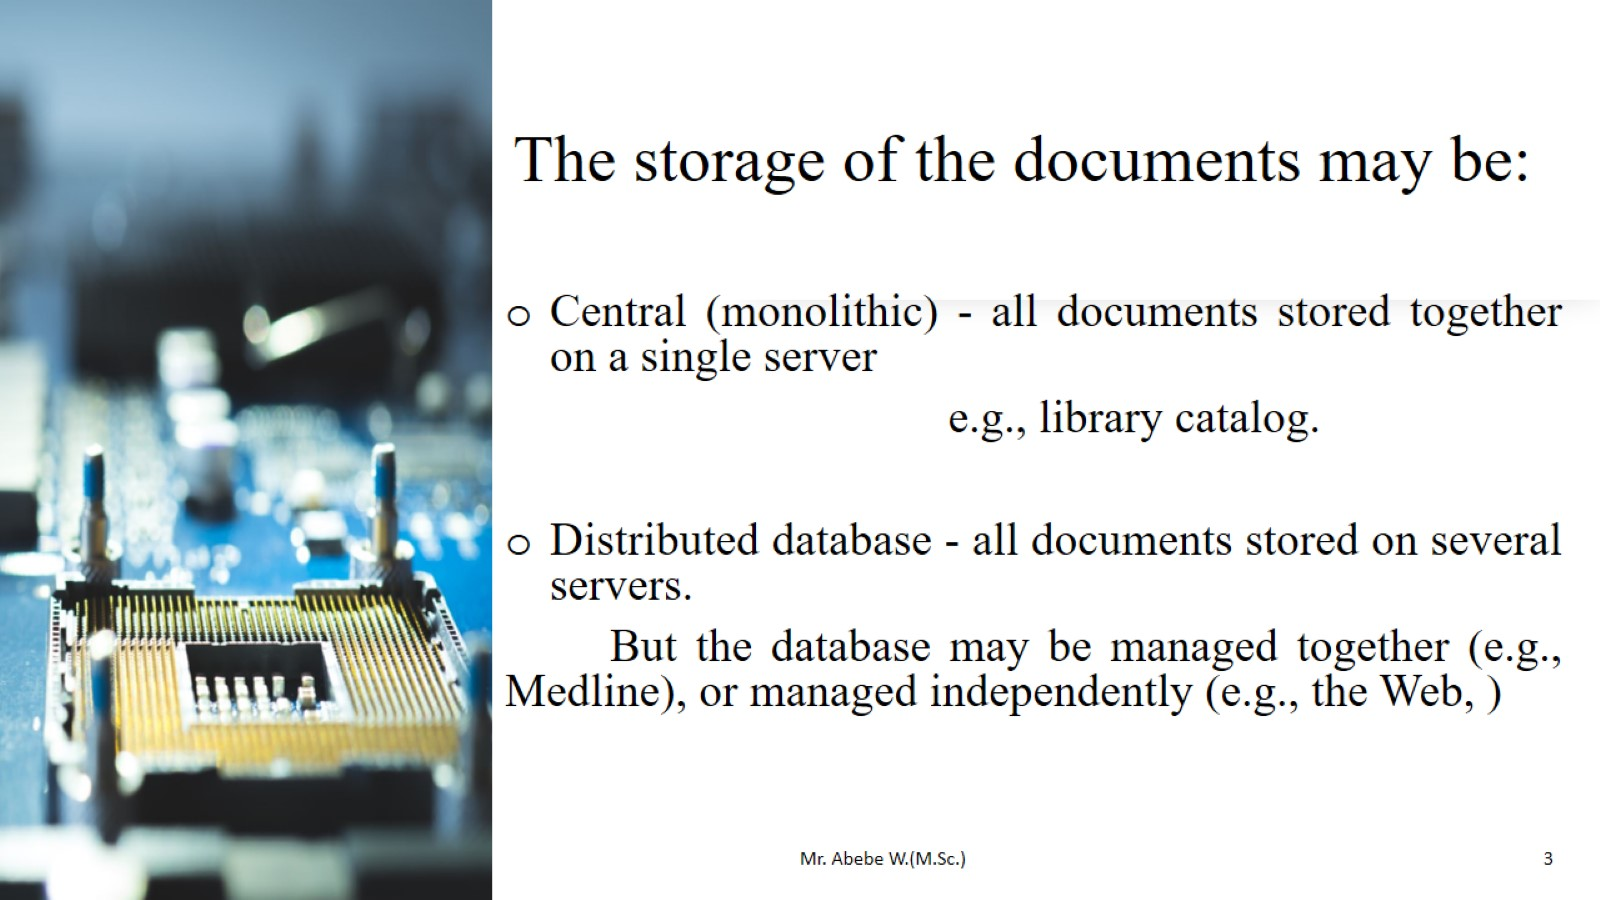 The storage of the documents may be:
o Central (monolithic) - all documents stored together
on a single server
e.g., library catalog.
o Distributed database - all documents stored on several
servers.
But the database may be managed together (e.g.,
Medline), or managed independently (e.g., the Web, )
Mr. Abebe W.(M.Sc.)
3